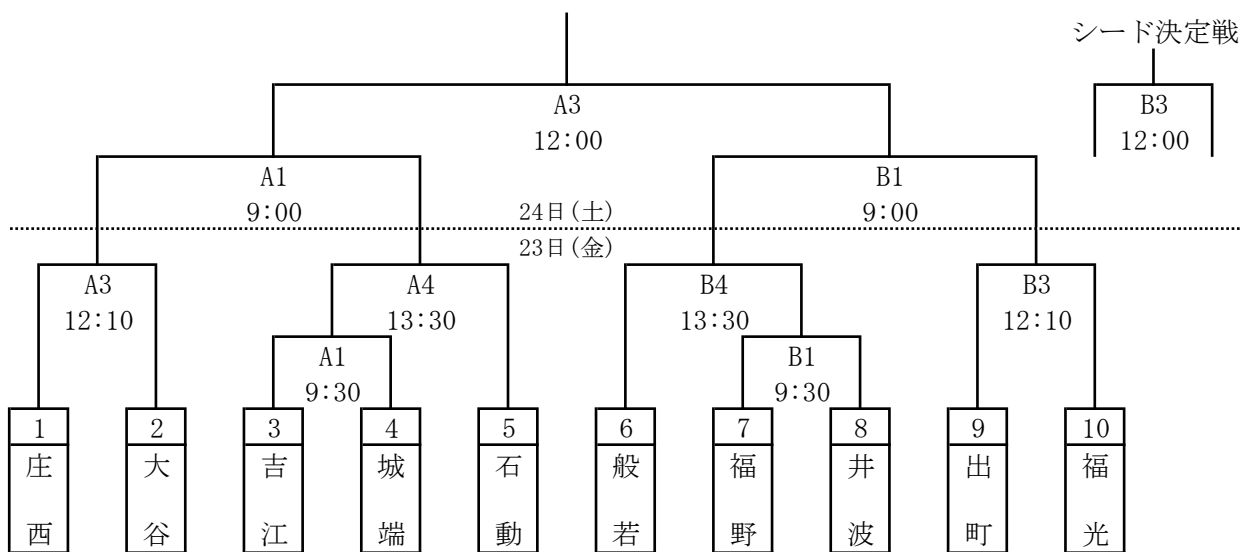 シード決定戦
A3
12:00
B3
12:00
A1
9:00
B1
9:00
24日(土)
23日(金)
A3
12:10
A4
13:30
B4
13:30
B3
12:10
A1
9:30
B1
9:30
1 2 3 4 5 6 7 8 9 10
庄西
大谷
吉江
城端
石動
般若
福野
井波
出町
福光